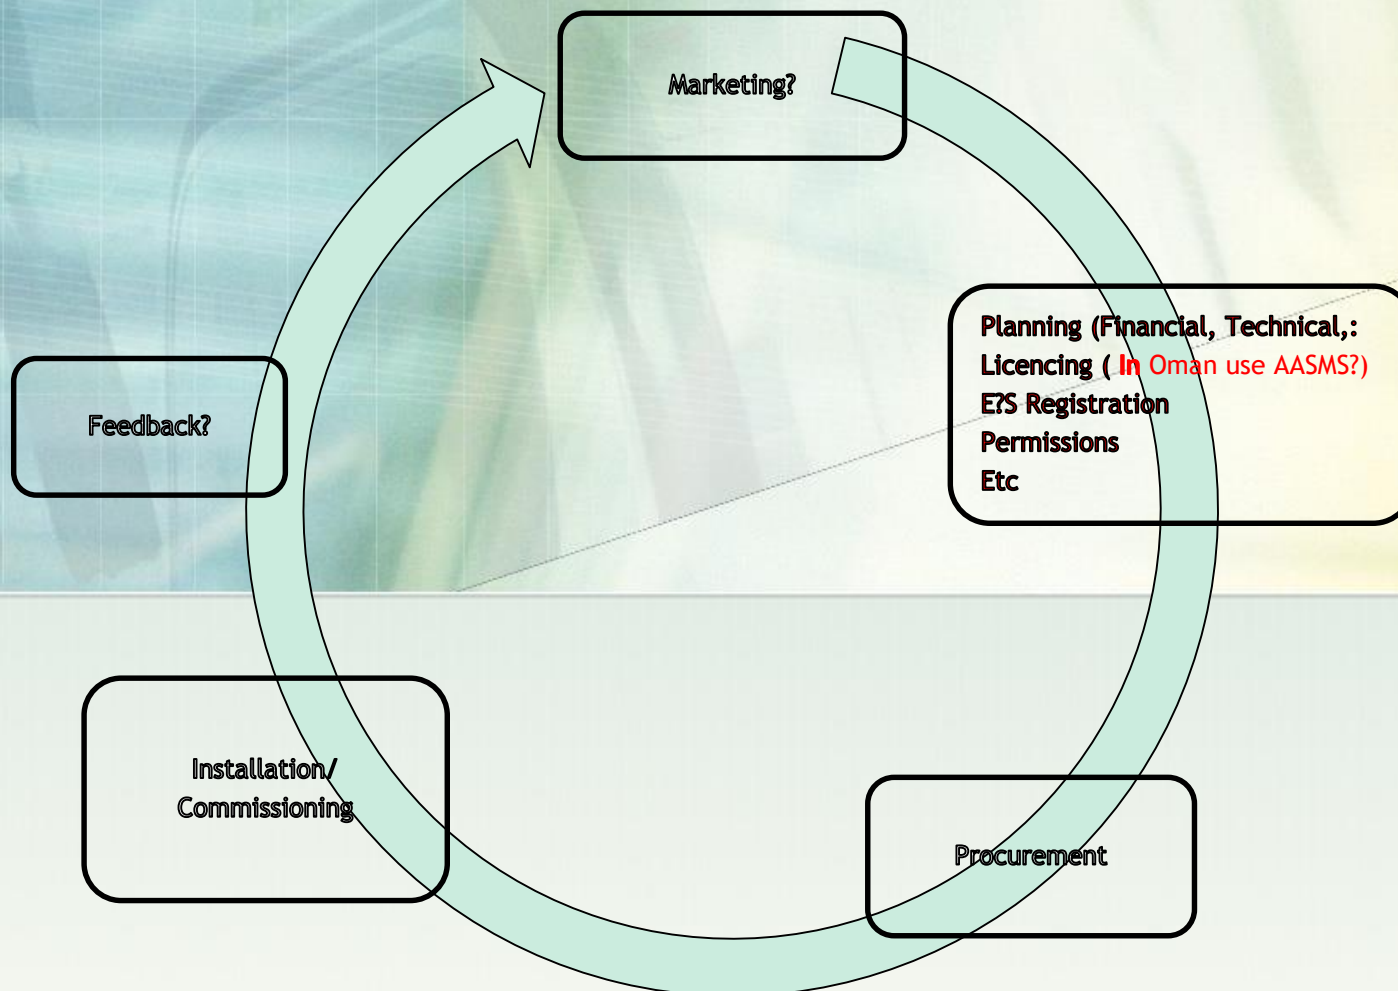 Marketing?
Planning (Financial, Technical,:
Licencing ( In Oman use AASMS?)
E?S Registration
Permissions
Etc
Procurement
Installation/
Commissioning
Feedback?